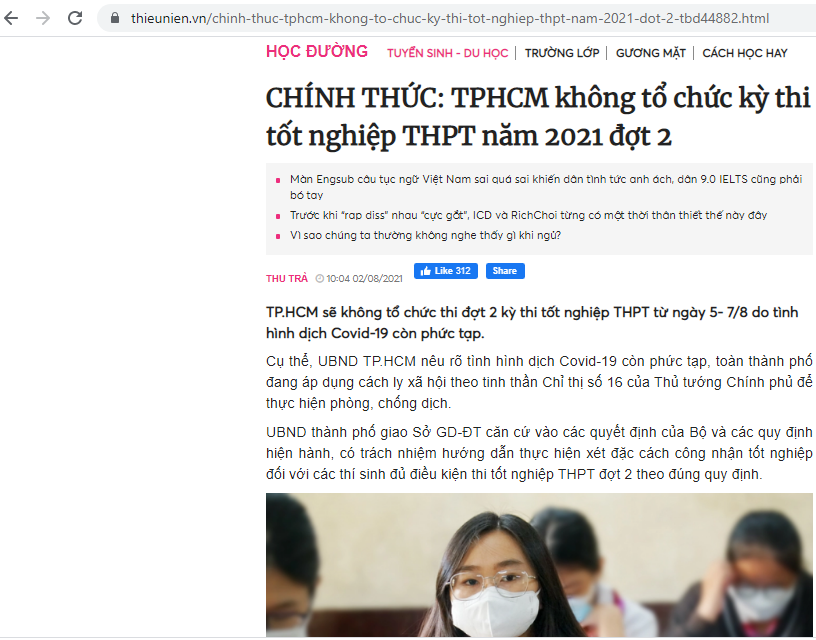 thieunien.vn/chinh-thuc-tphcm-khong-to-chuc-ky-thi-tot-nghiep-thpt-nam-2021-dot-2-tbd44882.html
HỌC ĐƯỜNG TUYỂN SINH - DU HỌC TRƯỜNG LỚP GƯƠNG MẶT CÁCH HỌC HAY
CHÍNH THỨC: TPHCM không tổ chức kỳ thi
tốt nghiệp THPT năm 2021 đợt 2
Màn Engsub câu tục ngữ Việt Nam sai quá sai khiến dân tình tức anh ách, dân 9.0 IELTS cũng phải
bó tay
Trước khi “rap diss” nhau “cực gắt”, ICD và RichChoi từng có một thời thân thiết thế này đây
Vì sao chúng ta thường không nghe thấy gì khi ngủ?
THU TRÀ 10:04 02/08/2021 Like 312 Share
TP.HCM sẽ không tổ chức thi đợt 2 kỳ thi tốt nghiệp THPT từ ngày 5- 7/8 do tình
hình dịch Covid-19 còn phức tạp.
Cụ thể, UBND TP.HCM nêu rõ tình hình dịch Covid-19 còn phức tạp, toàn thành phố
đang áp dụng cách ly xã hội theo tinh thần Chỉ thị số 16 của Thủ tướng Chính phủ để
thực hiện phòng, chống dịch.
UBND thành phố giao Sở GD-ĐT căn cứ vào các quyết định của Bộ và các quy định
hiện hành, có trách nhiệm hướng dẫn thực hiện xét đặc cách công nhận tốt nghiệp
đối với các thí sinh đủ điều kiện thi tốt nghiệp THPT đợt 2 theo đúng quy định.